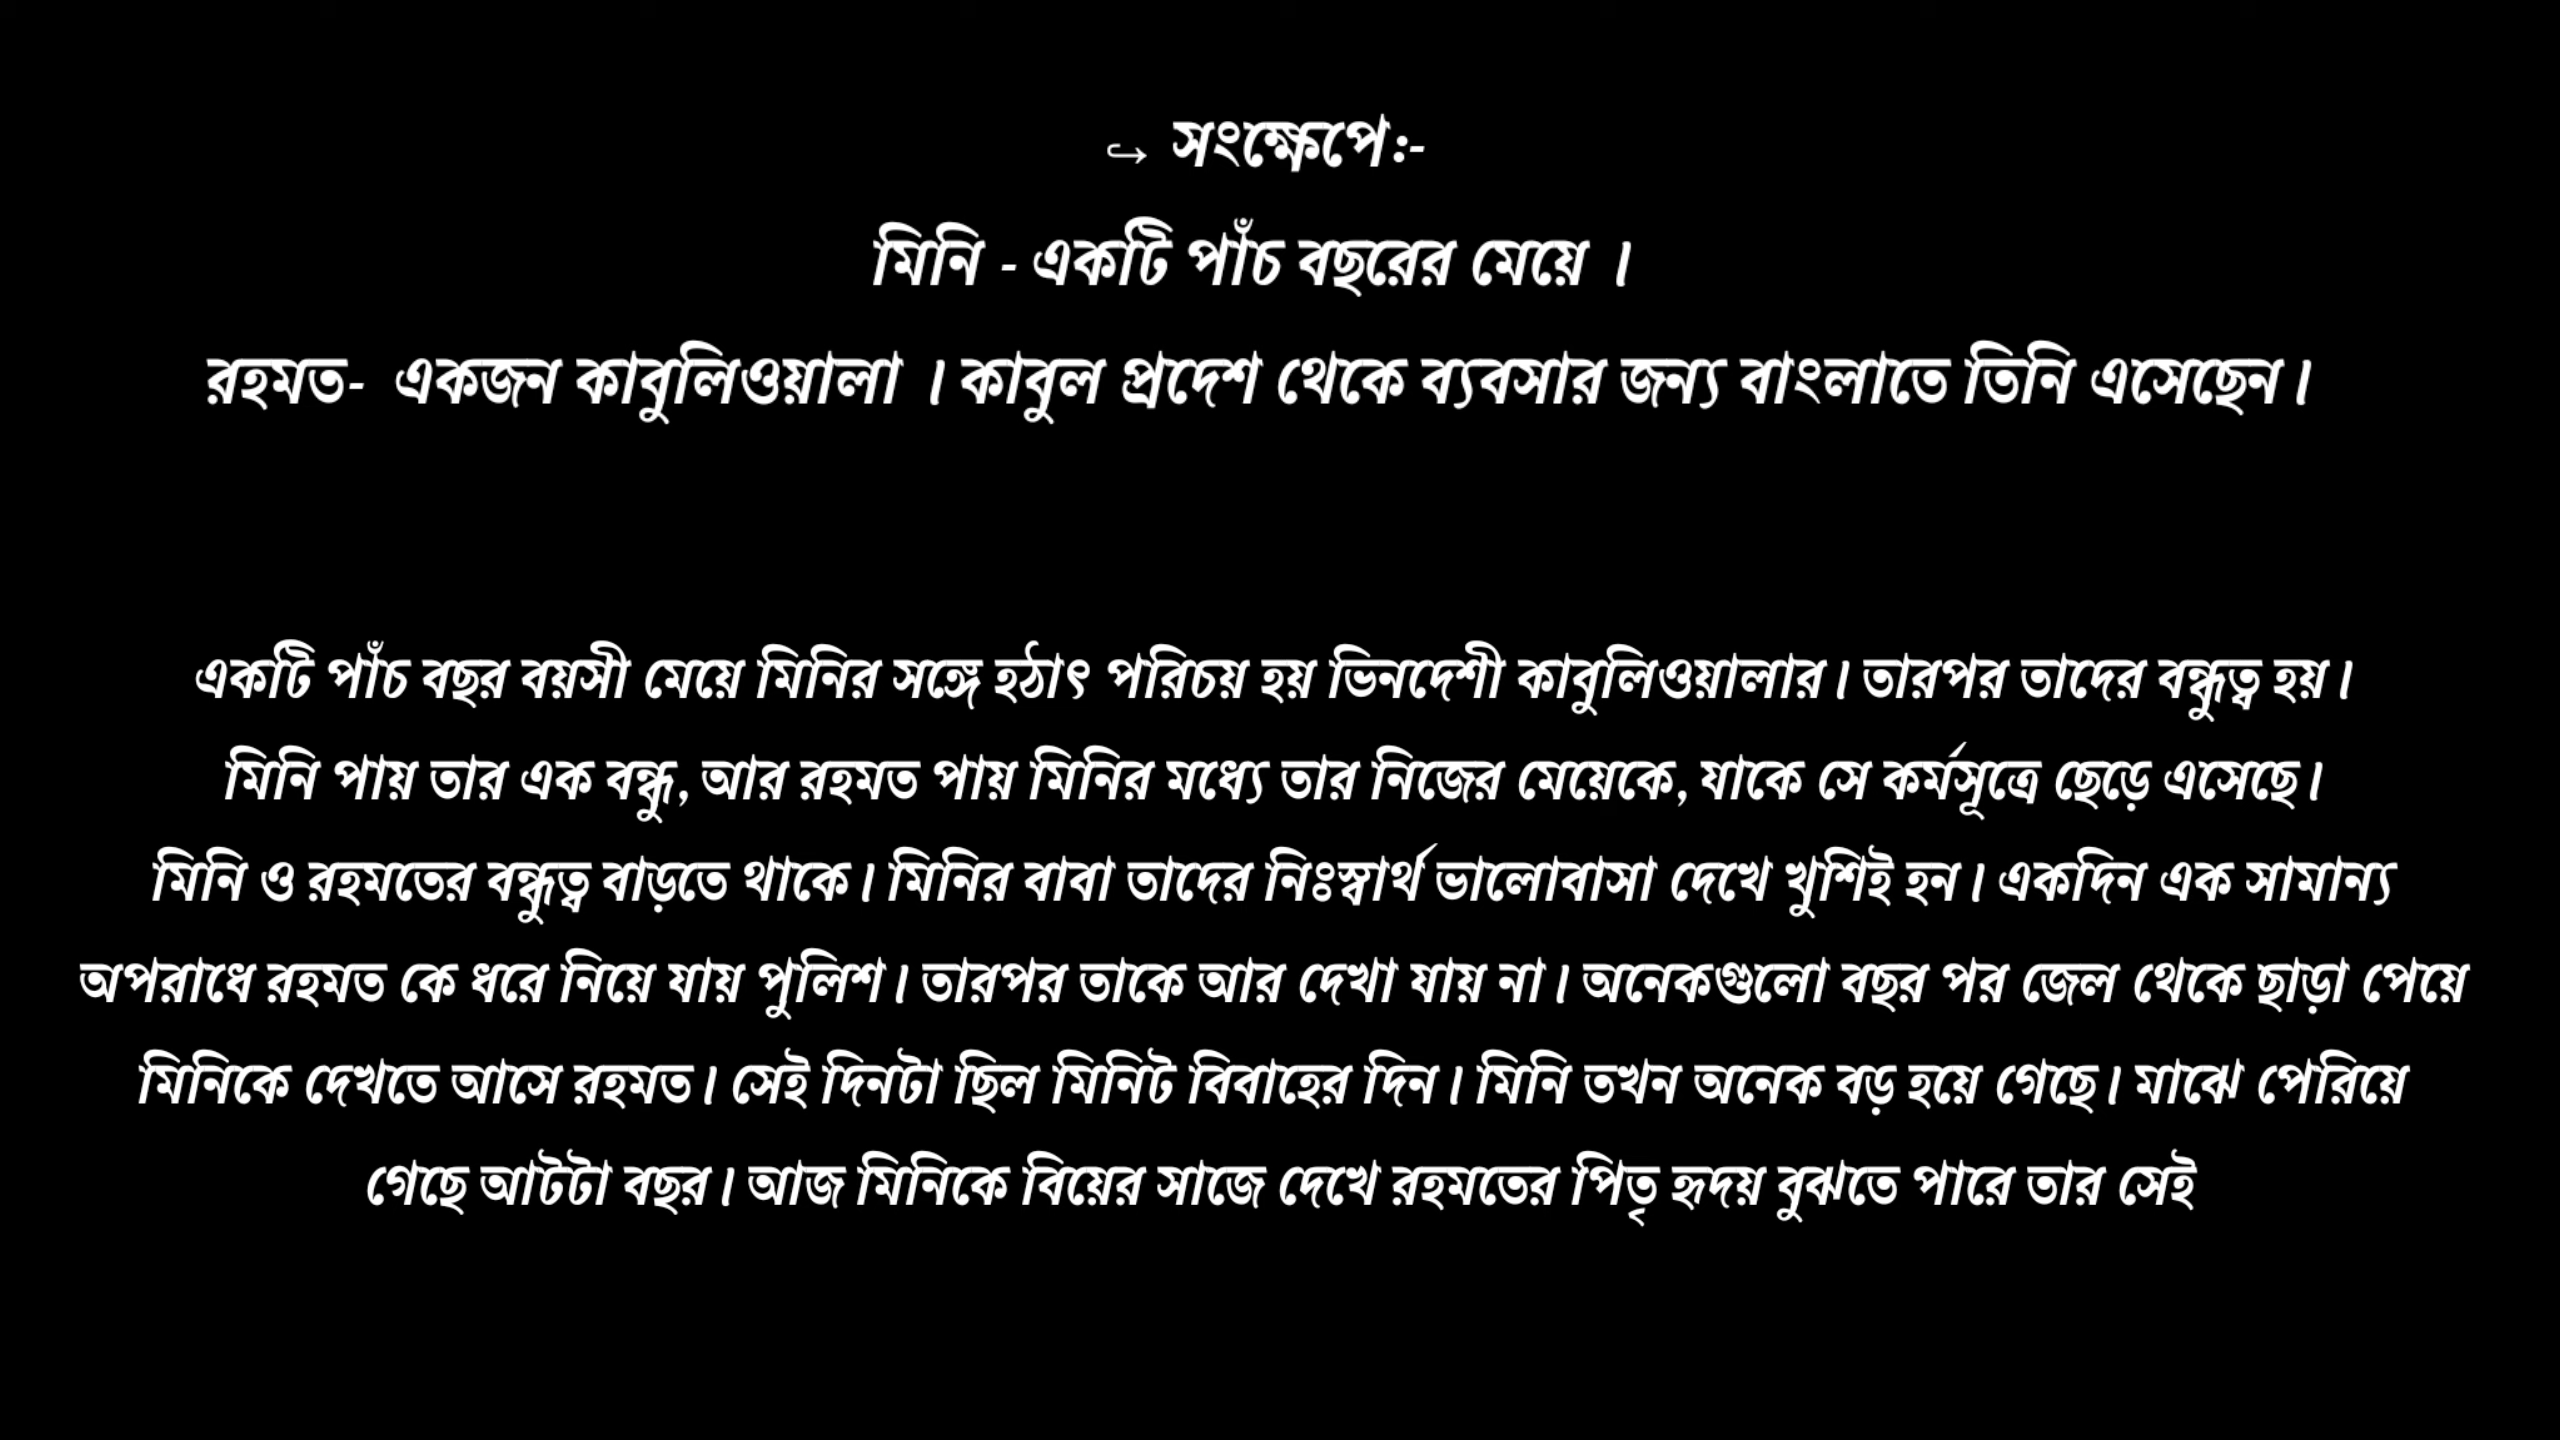 ↪ সংক্ষেপে:-
মিনি - একটি পাঁচ বছরের মেয়ে ।
রহমত- একজন কাবুলিওয়ালা । কাবুল প্রদেশ থেকে ব্যবসার জন্য বাংলাতে তিনি এসেছেন।
একটি পাঁচ বছর বয়সী মেয়ে মিনির সঙ্গে হঠাৎ পরিচয় হয় ভিনদেশী কাবুলিওয়ালার। তারপর তাদের বন্ধুত্ব হয়।
মিনি পায় তার এক বন্ধু, আর রহমত পায় মিনির মধ্যে তার নিজের মেয়েকে, যাকে সে কর্মসূত্রে ছেড়ে এসেছে।
মিনি ও রহমতের বন্ধুত্ব বাড়তে থাকে। মিনির বাবা তাদের নিঃস্বার্থ ভালোবাসা দেখে খুশিই হন। একদিন এক সামান্য
অপরাধে রহমত কে ধরে নিয়ে যায় পুলিশ। তারপর তাকে আর দেখা যায় না। অনেকগুলো বছর পর জেল থেকে ছাড়া পেয়ে
মিনিকে দেখতে আসে রহমত। সেই দিনটা ছিল মিনিট বিবাহের দিন। মিনি তখন অনেক বড় হয়ে গেছে। মাঝে পেরিয়ে
গেছে আটটা বছর। আজ মিনিকে বিয়ের সাজে দেখে রহমতের পিতৃ হৃদয় বুঝতে পারে তার সেই